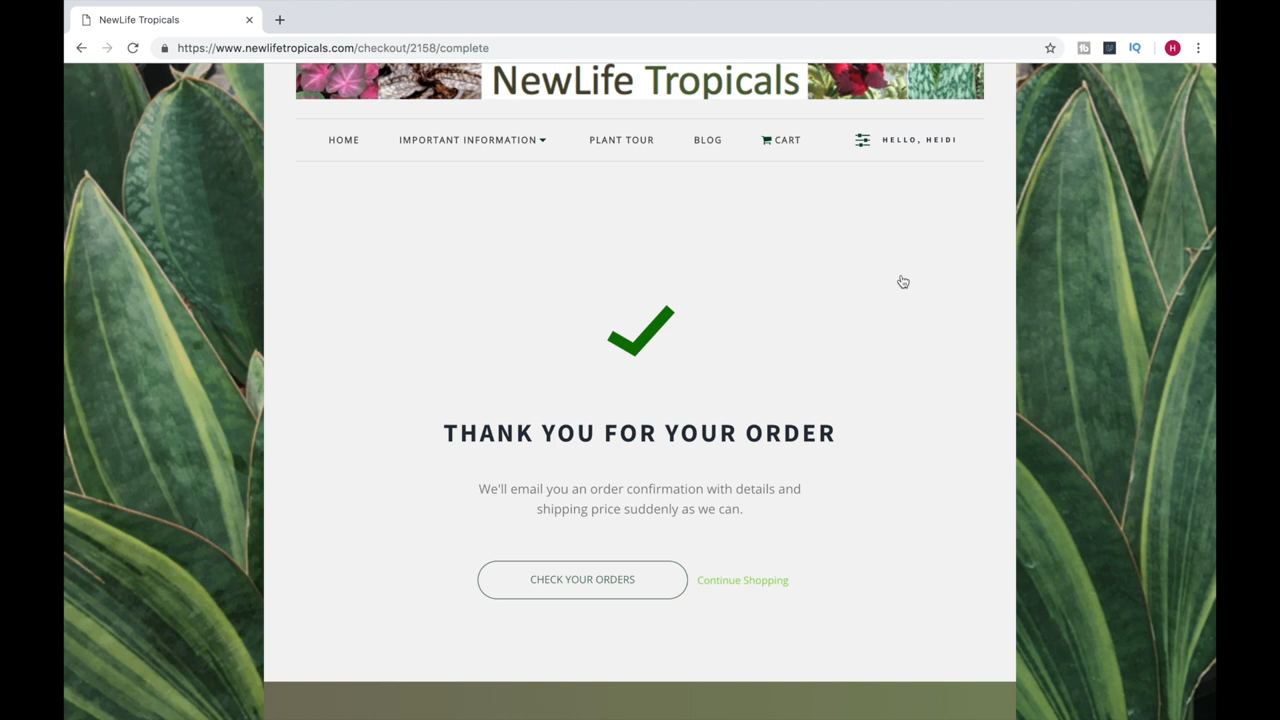 NewLife Tropicals
https://www.newlifetropicals.com/checkout/2158/complete
IQ
H
NewLife Tropicals
HOME
IMPORTANT INFORMATION
PLANT TOUR
BLOG
CART
HELLO, HEIDI
THANK YOU FOR YOUR ORDER
We'll email you an order confirmation with details and
shipping price suddenly as we can.
CHECK YOUR ORDERS
Continue Shopping